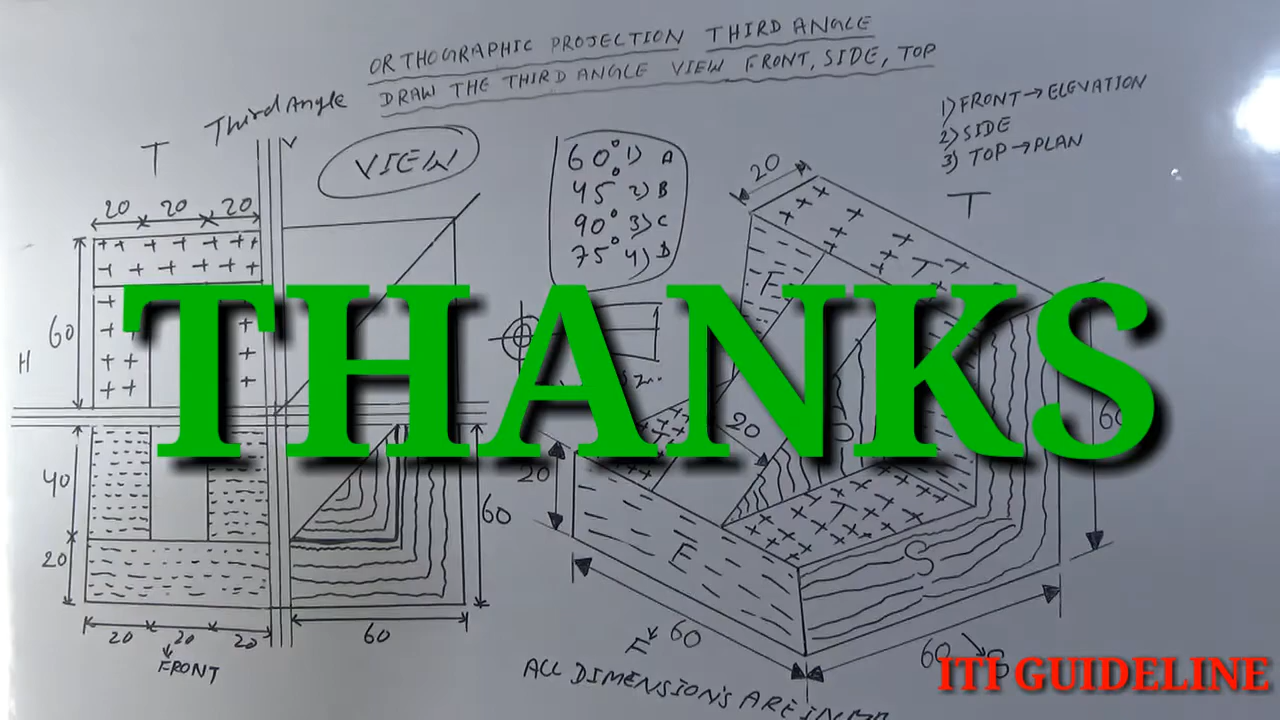 ORTHOGRAPHIC PROJECTION THIRD ANGLE
DRAW THE THIRD ANGLE VIEW FRONT, SIDE, TOP
Third Angle
1) FRONT → ELEVATION
2) SIDE
3) TOP → PLAN
T
V
VIEW
60° 1) A
45° 2) B
90° 3) C
75° 4) D
T
20 20 20
20
T
F
60
H
THANKS
20
60
40
20
60
20
F
T
S
20 20 20
60
FRONT
60
F
60
S
ALL DIMENSIONS ARE IN
ITI GUIDELINE